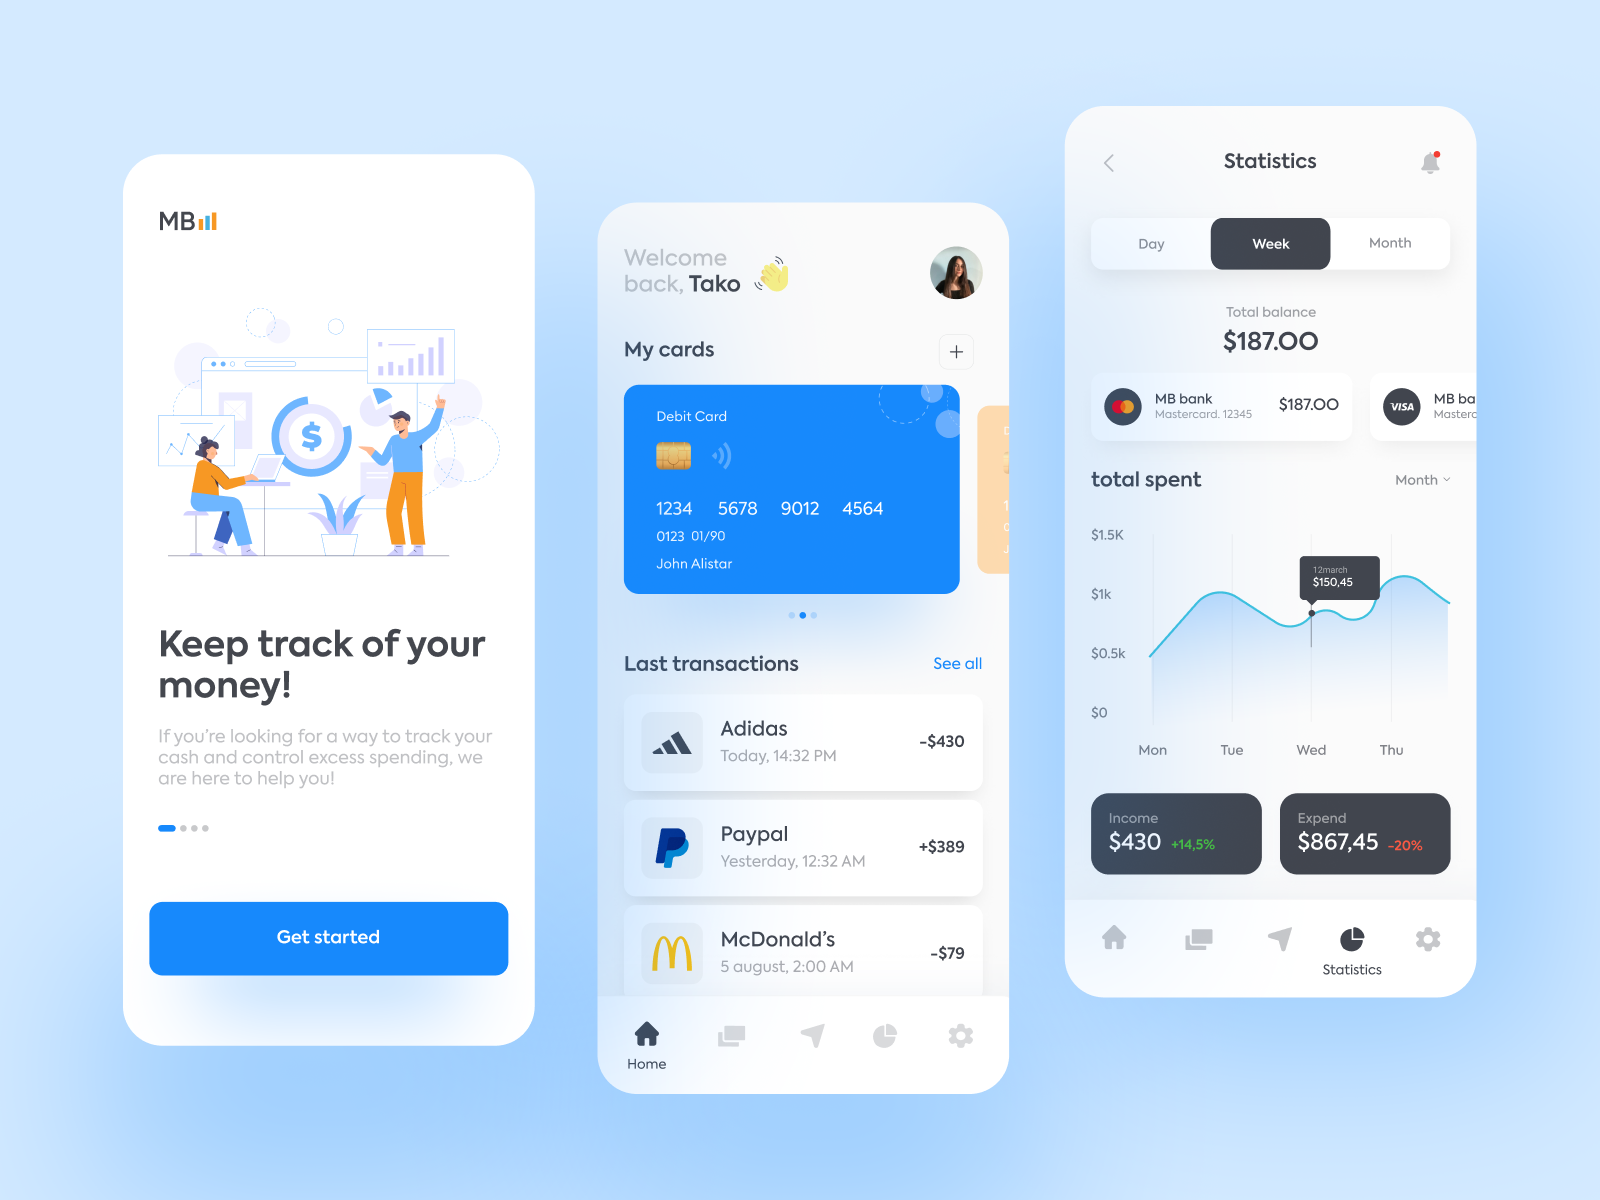 MB
Keep track of your
money!
If you're looking for a way to track your
cash and control excess spending, we
are here to help you!
Get started
Welcome
back, Tako
My cards
Debit Card
1234 5678 9012 4564
0123 01/90
John Alistar
Last transactions See all
Adidas
Today, 14:32 PM
-$430
Paypal
Yesterday, 12:32 AM
+$389
McDonald's
5 august, 2:00 AM
-$79
Home
Statistics
Day Week Month
Total balance
$187.00
MB bank
Mastercard. 12345
$187.00
VISA
MB ba
Masterc
total spent Month
$1.5K
$1k
$0.5k
$0
12march
$150,45
Mon Tue Wed Thu
Income
$430 +14,5%
Expend
$867,45 -20%
Statistics